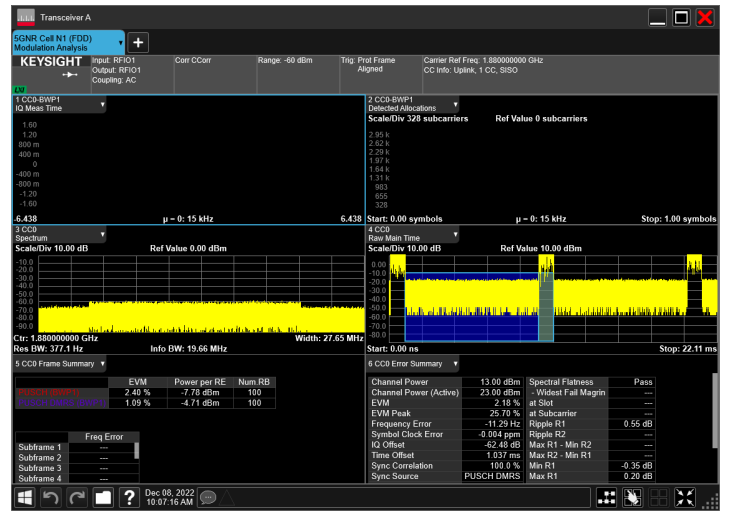 Transceiver A
5GNR Cell N1 (FDD)
Modulation Analysis
KEYSIGHT
LXI
Input: RFIO1
Output: RFIO1
Coupling: AC
Corr CCorr
Range: -60 dBm
Trig: Prot Frame
Aligned
Carrier Ref Freq: 1.880000000 GHz
CC Info: Uplink, 1 CC, SISO
1 CC0-BWP1
IQ Meas Time
1.60
1.20
800 m
400 m
0
-400 m
-800 m
-1.20
-1.60
-6.438
μ = 0: 15 kHz
6.438
2 CC0-BWP1
Detected Allocations
Scale/Div 328 subcarriers
Ref Value 0 subcarriers
2.95 k
2.62 k
2.29 k
1.97 k
1.64 k
1.31 k
983
655
328
Start: 0.00 symbols
μ = 0: 15 kHz
Stop: 1.00 symbols
3 CC0
Spectrum
Scale/Div 10.00 dB
Ref Value 0.00 dBm
-10.0
-20.0
-30.0
-40.0
-50.0
-60.0
-70.0
-80.0
-90.0
Ctr: 1.880000000 GHz
Width: 27.65 MHz
Res BW: 377.1 Hz
Info BW: 19.66 MHz
4 CC0
Raw Main Time
Scale/Div 10.00 dB
Ref Value 10.00 dBm
0.00
-10.0
-20.0
-30.0
-40.0
-50.0
-60.0
-70.0
-80.0
Start: 0.00 ns
Stop: 22.11 ms
5 CC0 Frame Summary
EVM Power per RE Num.RB
2.40 % -7.78 dBm 100
1.09 % -4.71 dBm 100
Freq Error
Subframe 1 ---
Subframe 2 ---
Subframe 3 ---
Subframe 4 ---
6 CC0 Error Summary
Channel Power 13.00 dBm Spectral Flatness Pass
Channel Power (Active) 23.00 dBm - Widest Fail Magrin ---
EVM 2.18 % at Slot ---
EVM Peak 25.70 % at Subcarrier ---
Frequency Error -11.29 Hz Ripple R1 0.55 dB
Symbol Clock Error -0.004 ppm Ripple R2 ---
IQ Offset -62.48 dB Max R1 - Min R2 ---
Time Offset 1.037 ms Max R2 - Min R1 ---
Sync Correlation 100.0 % Min R1 -0.35 dB
Sync Source PUSCH DMRS Max R1 0.20 dB
Dec 08, 2022
10:07:16 AM